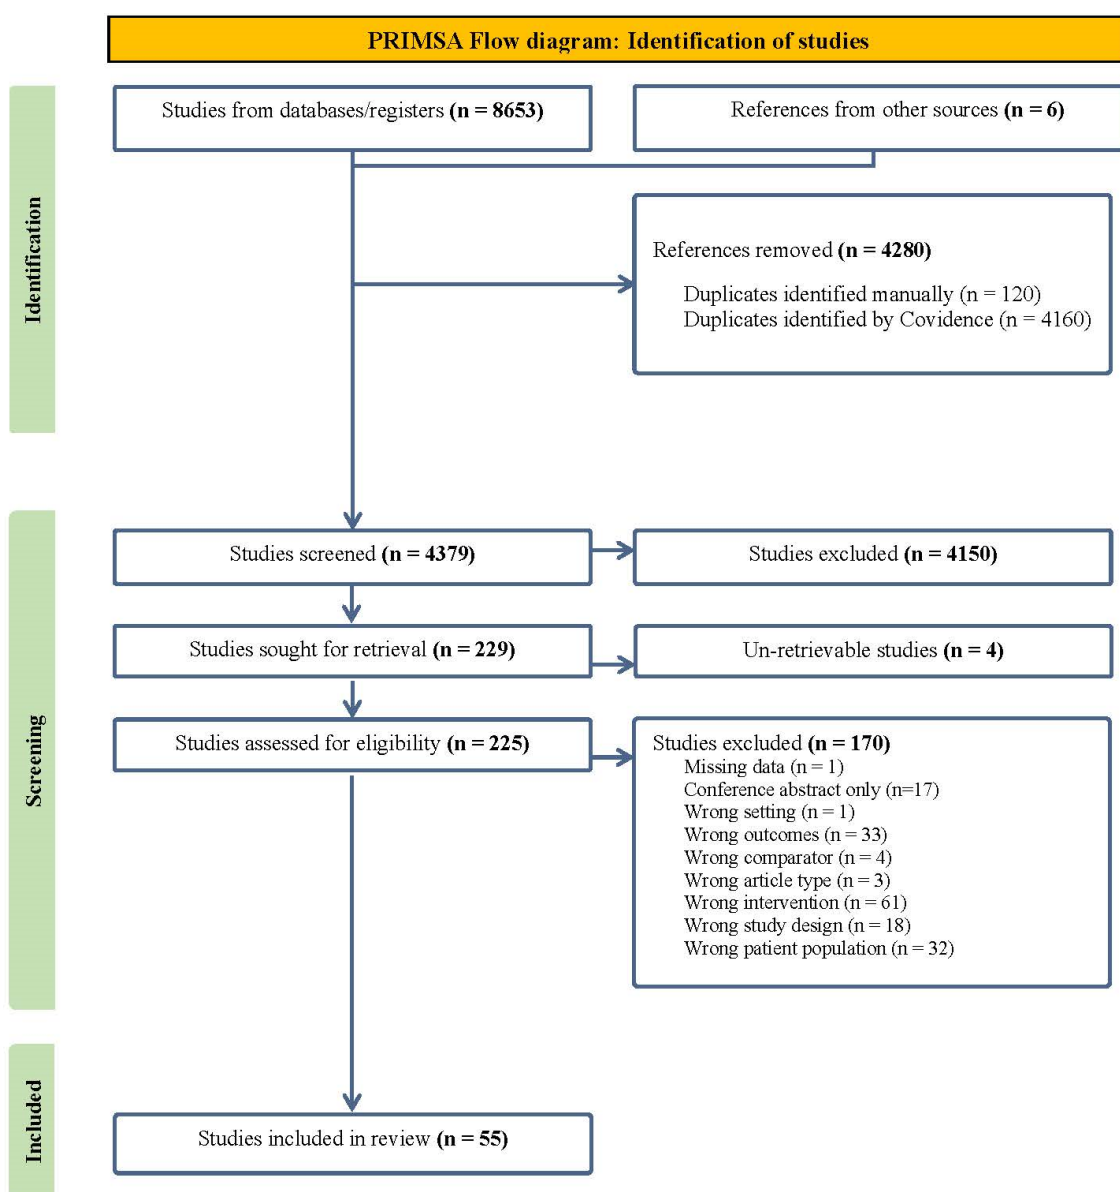 PRIMSA Flow diagram: Identification of studies
Identification
Studies from databases/registers (n = 8653)
References from other sources (n = 6)
References removed (n = 4280)
Duplicates identified manually (n = 120)
Duplicates identified by Covidence (n = 4160)
Screening
Studies screened (n = 4379)
Studies excluded (n = 4150)
Studies sought for retrieval (n = 229)
Un-retrievable studies (n = 4)
Studies assessed for eligibility (n = 225)
Studies excluded (n = 170)
Missing data (n = 1)
Conference abstract only (n=17)
Wrong setting (n = 1)
Wrong outcomes (n = 33)
Wrong comparator (n = 4)
Wrong article type (n = 3)
Wrong intervention (n = 61)
Wrong study design (n = 18)
Wrong patient population (n = 32)
Included
Studies included in review (n = 55)